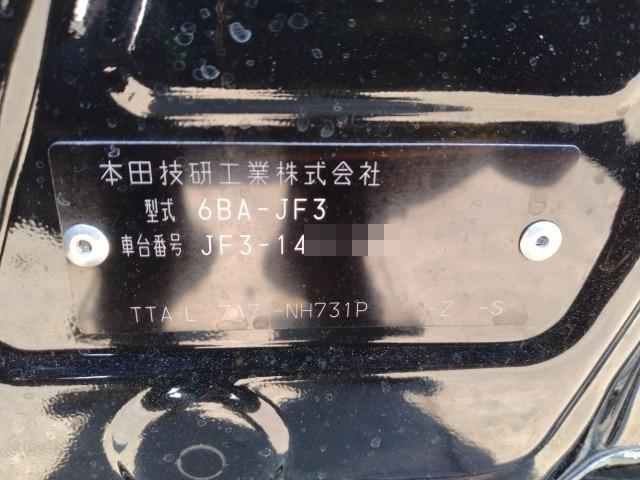 本田技研工業株式会社
型式 6BA-JF3
車台番号 JF3-14
TTA L 7A7 -NH731P -Z -S